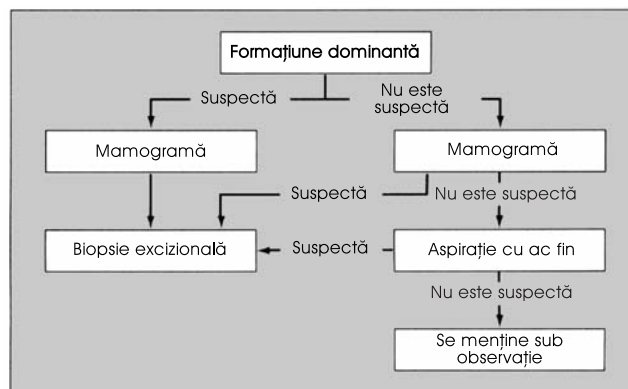 Formațiune dominantă
Suspectă
Nu este
suspectă
Mamogramă
Mamogramă
Suspectă
Nu este suspectă
Biopsie excizională
Suspectă
Aspirație cu ac fin
Nu este suspectă
Se menține sub
observație